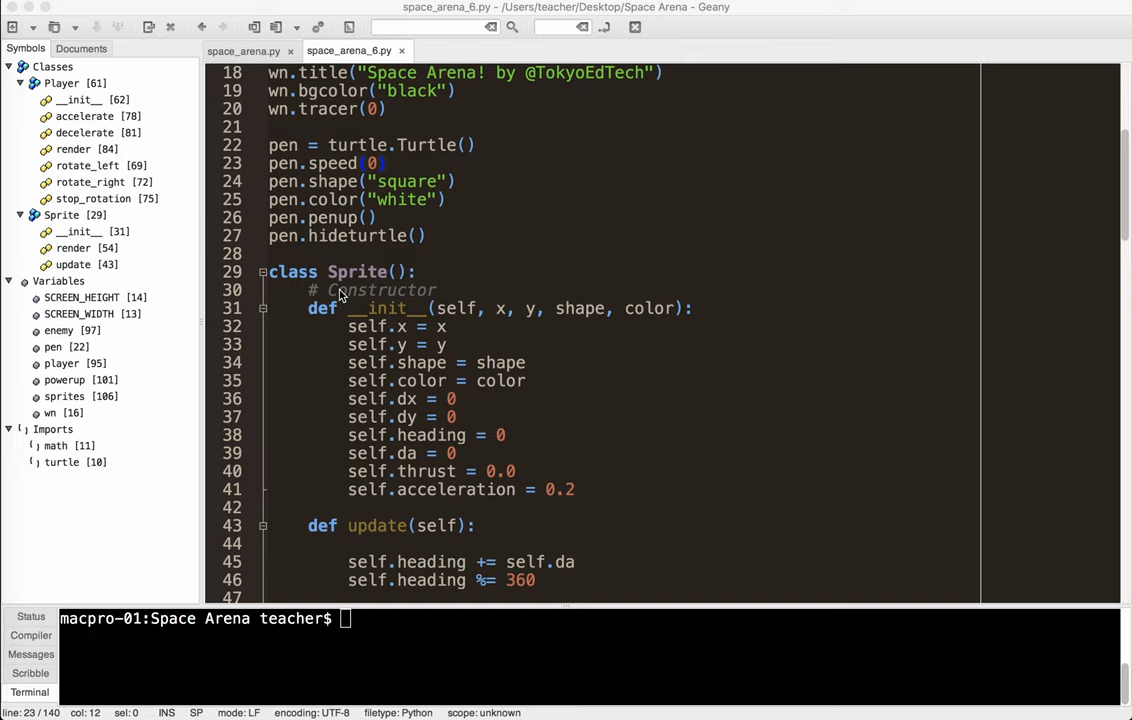 space_arena_6.py - /Users/teacher/Desktop/Space Arena - Geany
Symbols Documents
space_arena.py × space_arena_6.py ×
Classes
Player [61]
__init__ [62]
accelerate [78]
decelerate [81]
render [84]
rotate_left [69]
rotate_right [72]
stop_rotation [75]
Sprite [29]
__init__ [31]
render [54]
update [43]
Variables
SCREEN_HEIGHT [14]
SCREEN_WIDTH [13]
enemy [97]
pen [22]
player [95]
powerup [101]
sprites [106]
wn [16]
Imports
math [11]
turtle [10]
18 wn.title("Space Arena! by @TokyoEdTech")
19 wn.bgcolor("black")
20 wn.tracer(0)
21
22 pen = turtle.Turtle()
23 pen.speed(0)
24 pen.shape("square")
25 pen.color("white")
26 pen.penup()
27 pen.hideturtle()
28
29 class Sprite():
30 # Constructor
31 def __init__(self, x, y, shape, color):
32 self.x = x
33 self.y = y
34 self.shape = shape
35 self.color = color
36 self.dx = 0
37 self.dy = 0
38 self.heading = 0
39 self.da = 0
40 self.thrust = 0.0
41 self.acceleration = 0.2
42
43 def update(self):
44
45 self.heading += self.da
46 self.heading %= 360
47
Status
Compiler
Messages
Scribble
Terminal
macpro-01:Space Arena teacher$
line: 23 / 140 col: 12 sel: 0 INS SP mode: LF encoding: UTF-8 filetype: Python scope: unknown